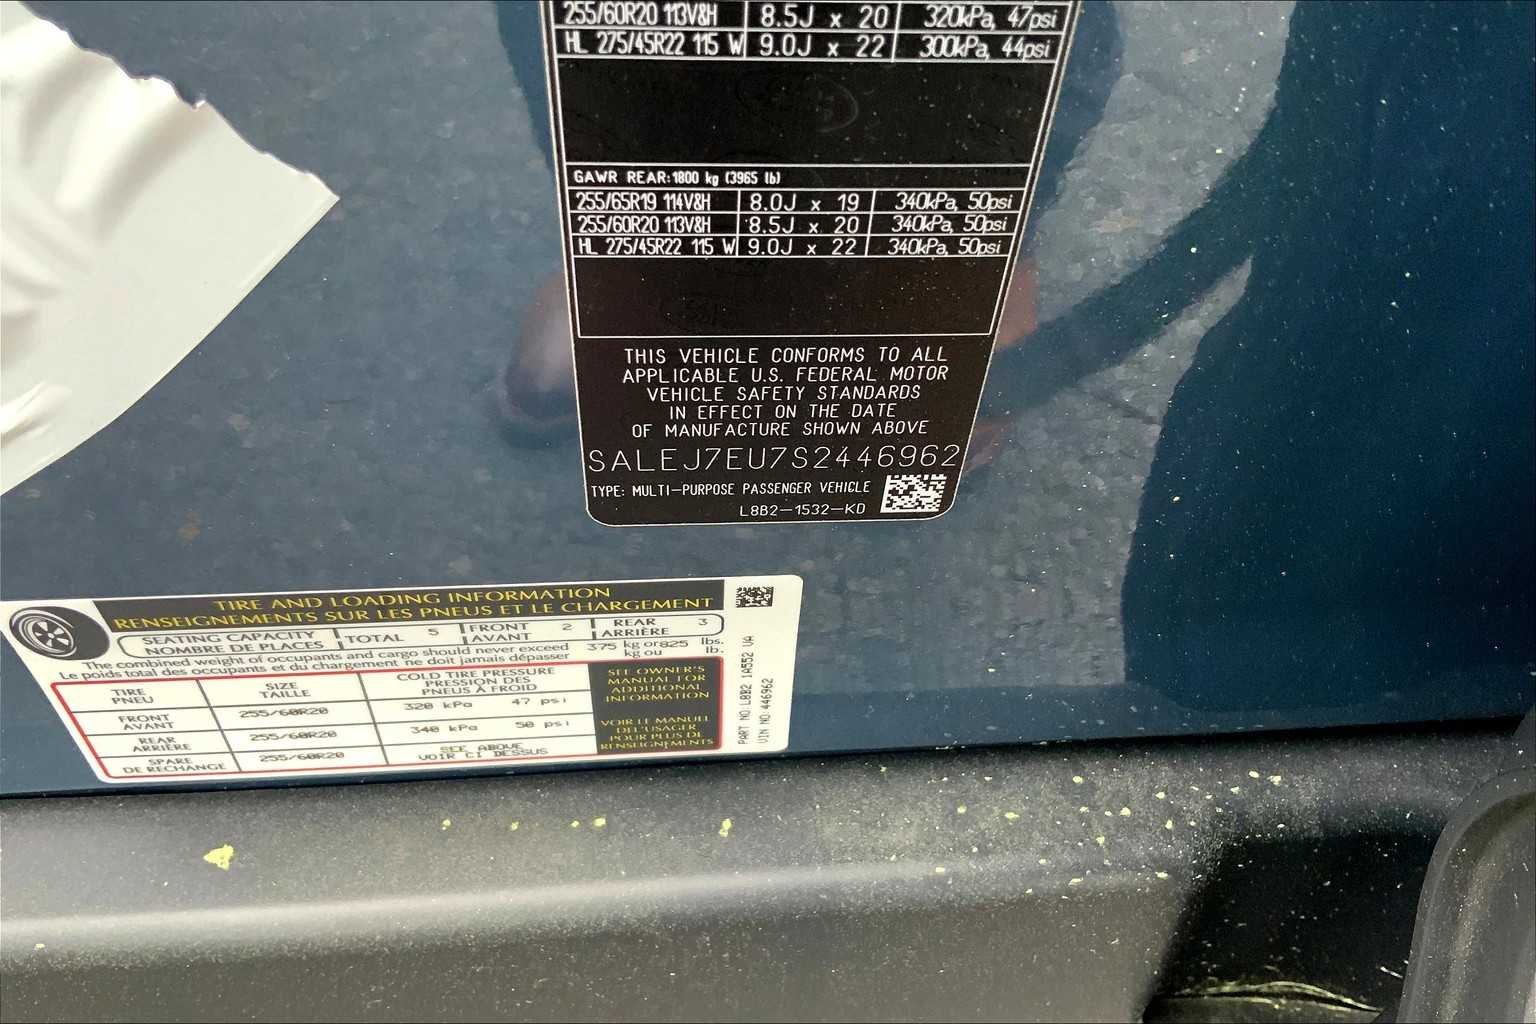 255/60R20 113V&H 8.5J x 20 320kPa, 47psi
HL 275/45R22 115 W 9.0J x 22 300kPa, 44psi
GAWR REAR:1800 kg (3965 lb)
255/65R19 114V&H 8.0J x 19 340kPa, 50psi
255/60R20 113V&H 8.5J x 20 340kPa, 50psi
HL 275/45R22 115 W 9.0J x 22 340kPa, 50psi
THIS VEHICLE CONFORMS TO ALL
APPLICABLE U.S. FEDERAL MOTOR
VEHICLE SAFETY STANDARDS
IN EFFECT ON THE DATE
OF MANUFACTURE SHOWN ABOVE
SALEJ7EU7S2446962
TYPE: MULTI-PURPOSE PASSENGER VEHICLE
L8B2-1532-KD
TIRE AND LOADING INFORMATION
RENSEIGNEMENTS SUR LES PNEUS ET LE CHARGEMENT
SEATING CAPACITY
NOMBRE DE PLACES
TOTAL 5
FRONT
AVANT
2
REAR
ARRIÈRE
3
The combined weight of occupants and cargo should never exceed
Le poids total des occupants et du chargement ne doit jamais dépasser
375 kg or 825 lbs.
kg ou lb.
TIRE
PNEU
SIZE
TAILLE
COLD TIRE PRESSURE
PRESSION DES
PNEUS À FROID
FRONT
AVANT
255/60R20
320 kPa 47 psi
REAR
ARRIÈRE
255/60R20
340 kPa 50 psi
SPARE
DE RECHANGE
255/60R20
SEE ABOVE
VOIR CI DESSUS
SEE OWNER'S
MANUAL FOR
ADDITIONAL
INFORMATION
VOIR LE MANUEL
DE L'USAGER
POUR PLUS DE
RENSEIGNEMENTS
PART NO:L8B2 1A552 VA
VIN NO:446962